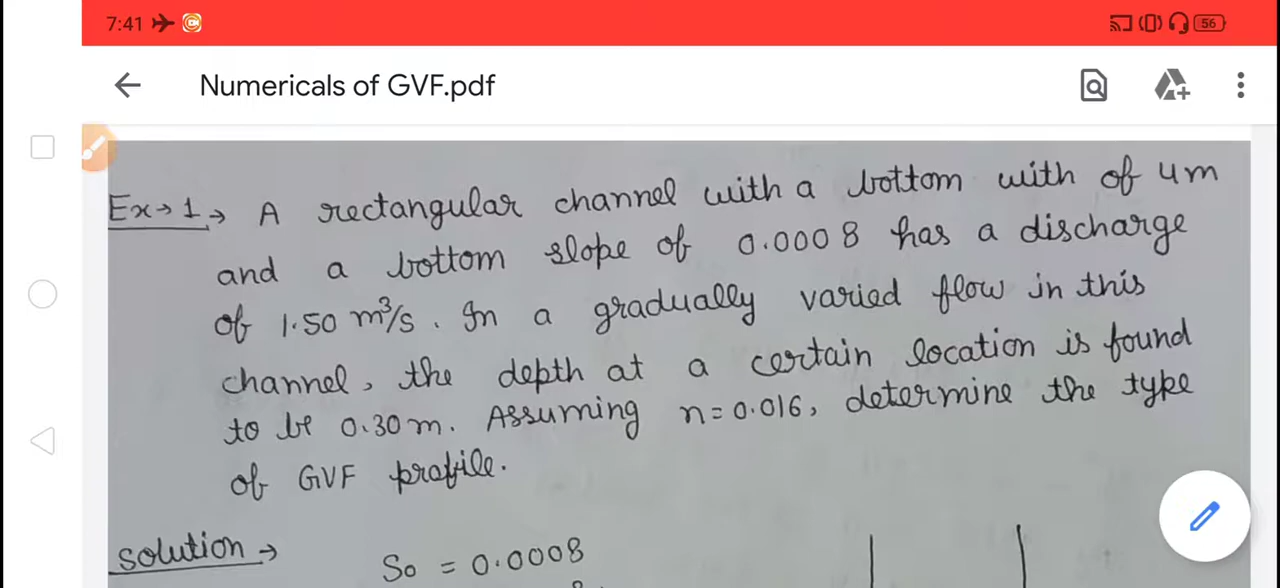 7:41
56
Numericals of GVF.pdf
Ex→1→ A rectangular channel with a bottom with of 4m
and a bottom slope of 0.0008 has a discharge
of 1.50 m³/s. In a gradually varied flow in this
channel, the depth at a certain location is found
to be 0.30m. Assuming n=0.016, determine the type
of GVF profile.
Solution →
So = 0.0008